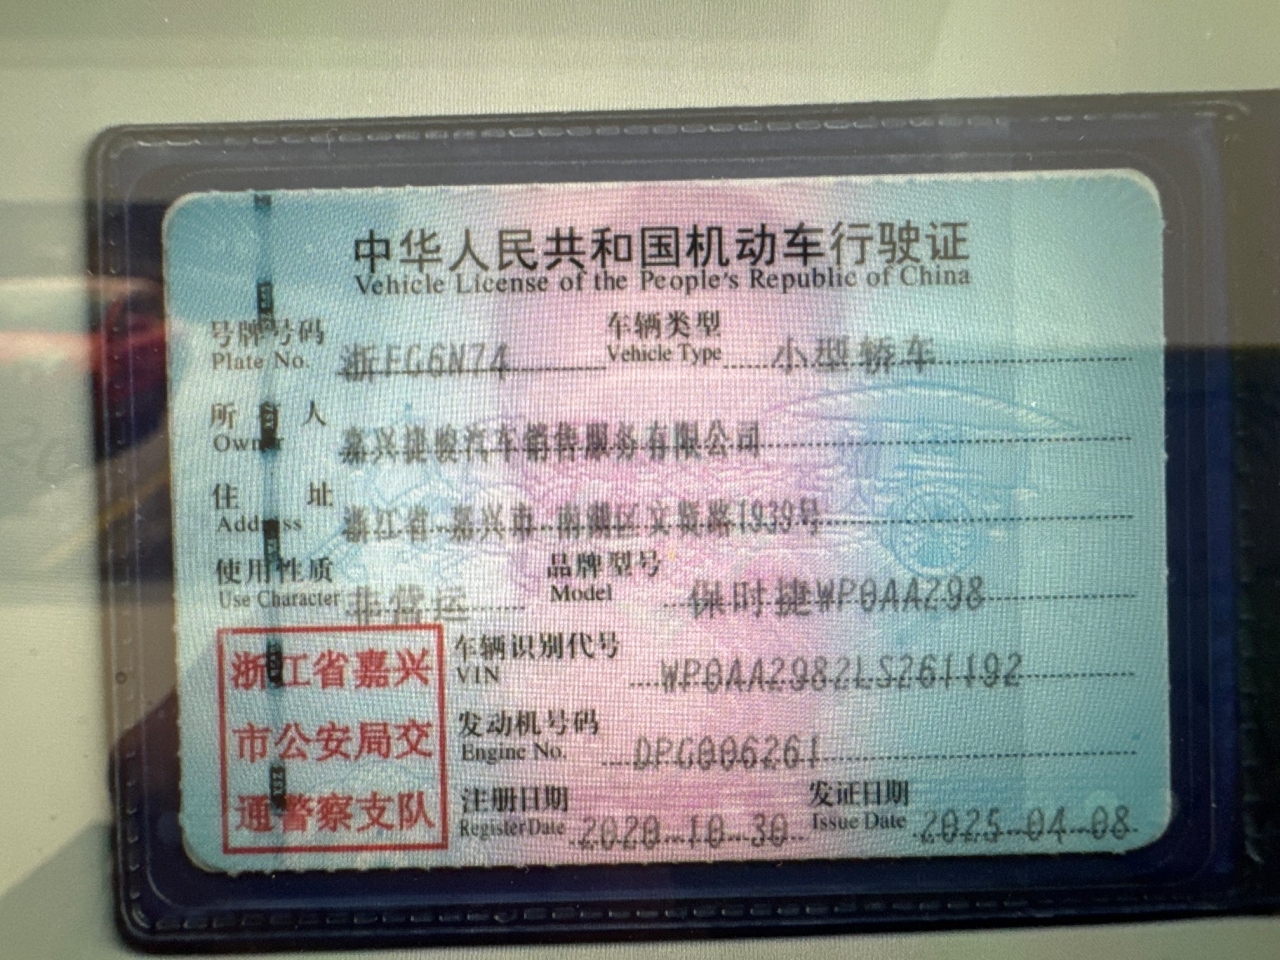 中华人民共和国机动车行驶证
Vehicle License of the People's Republic of China
号牌号码 浙FG6N74 车辆类型 小型轿车
Plate No. Vehicle Type
所 人 嘉兴捷骏汽车销售服务有限公司
Owner
住 址 浙江省嘉兴市南湖区文贤路1939号
Address
使用性质 非营运 品牌型号 保时捷WP0AA298
Use Character Model
浙江省嘉兴
市公安局交
通警察支队
车辆识别代号 WP0AA2982LS261192
VIN
发动机号码 DPC006261
Engine No.
注册日期 2020-10-30 发证日期 2025-04-08
Register Date Issue Date